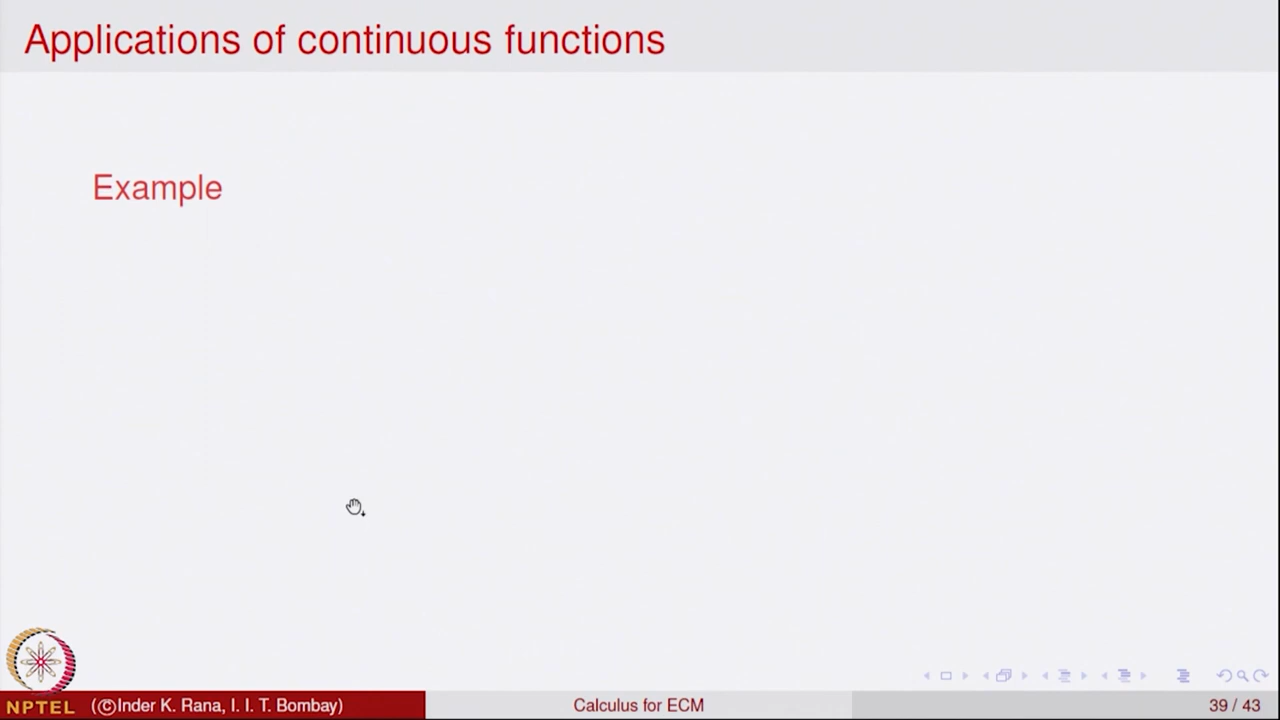 Applications of continuous functions
Example
NPTEL
(©Inder K. Rana, I. I. T. Bombay)
Calculus for ECM
39 / 43